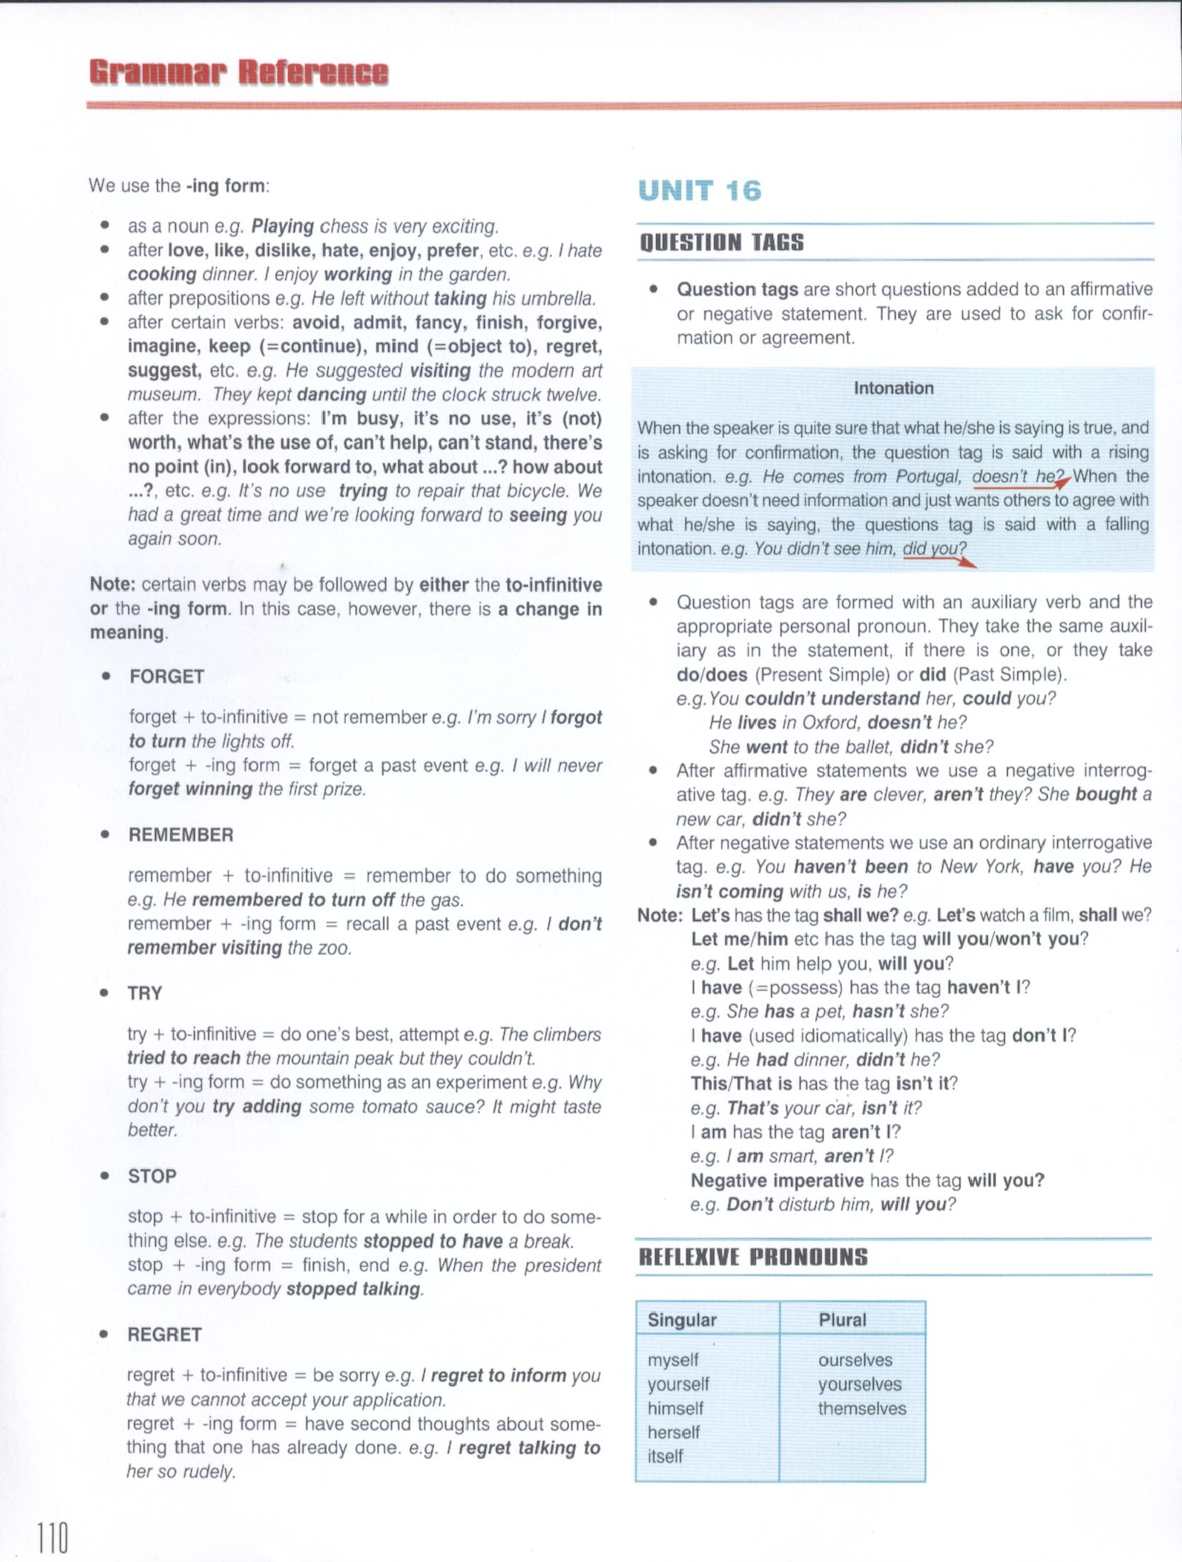 Grammar Reference
We use the -ing form:
• as a noun e.g. Playing chess is very exciting.
• after love, like, dislike, hate, enjoy, prefer, etc. e.g. I hate
cooking dinner. I enjoy working in the garden.
• after prepositions e.g. He left without taking his umbrella.
• after certain verbs: avoid, admit, fancy, finish, forgive,
imagine, keep (=continue), mind (=object to), regret,
suggest, etc. e.g. He suggested visiting the modern art
museum. They kept dancing until the clock struck twelve.
• after the expressions: I'm busy, it's no use, it's (not)
worth, what's the use of, can't help, can't stand, there's
no point (in), look forward to, what about ...? how about
...?, etc. e.g. It's no use trying to repair that bicycle. We
had a great time and we're looking forward to seeing you
again soon.
Note: certain verbs may be followed by either the to-infinitive
or the -ing form. In this case, however, there is a change in
meaning.
• FORGET
forget + to-infinitive = not remember e.g. I'm sorry I forgot
to turn the lights off.
forget + -ing form = forget a past event e.g. I will never
forget winning the first prize.
• REMEMBER
remember + to-infinitive = remember to do something
e.g. He remembered to turn off the gas.
remember + -ing form = recall a past event e.g. I don't
remember visiting the zoo.
• TRY
try + to-infinitive = do one's best, attempt e.g. The climbers
tried to reach the mountain peak but they couldn't.
try + -ing form = do something as an experiment e.g. Why
don't you try adding some tomato sauce? It might taste
better.
• STOP
stop + to-infinitive = stop for a while in order to do some-
thing else. e.g. The students stopped to have a break.
stop + -ing form = finish, end e.g. When the president
came in everybody stopped talking.
• REGRET
regret + to-infinitive = be sorry e.g. I regret to inform you
that we cannot accept your application.
regret + -ing form = have second thoughts about some-
thing that one has already done. e.g. I regret talking to
her so rudely.
UNIT 16
QUESTION TAGS
• Question tags are short questions added to an affirmative
or negative statement. They are used to ask for confir-
mation or agreement.
Intonation
When the speaker is quite sure that what he/she is saying is true, and
is asking for confirmation, the question tag is said with a rising
intonation. e.g. He comes from Portugal, doesn't he? When the
speaker doesn't need information and just wants others to agree with
what he/she is saying, the questions tag is said with a falling
intonation. e.g. You didn't see him, did you?
• Question tags are formed with an auxiliary verb and the
appropriate personal pronoun. They take the same auxil-
iary as in the statement, if there is one, or they take
do/does (Present Simple) or did (Past Simple).
e.g. You couldn't understand her, could you?
He lives in Oxford, doesn't he?
She went to the ballet, didn't she?
• After affirmative statements we use a negative interrog-
ative tag. e.g. They are clever, aren't they? She bought a
new car, didn't she?
• After negative statements we use an ordinary interrogative
tag. e.g. You haven't been to New York, have you? He
isn't coming with us, is he?
Note: Let's has the tag shall we? e.g. Let's watch a film, shall we?
Let me/him etc has the tag will you/won't you?
e.g. Let him help you, will you?
I have (=possess) has the tag haven't I?
e.g. She has a pet, hasn't she?
I have (used idiomatically) has the tag don't I?
e.g. He had dinner, didn't he?
This/That is has the tag isn't it?
e.g. That's your car, isn't it?
I am has the tag aren't I?
e.g. I am smart, aren't I?
Negative imperative has the tag will you?
e.g. Don't disturb him, will you?
REFLEXIVE PRONOUNS
Singular Plural
myself ourselves
yourself yourselves
himself themselves
herself
itself
110